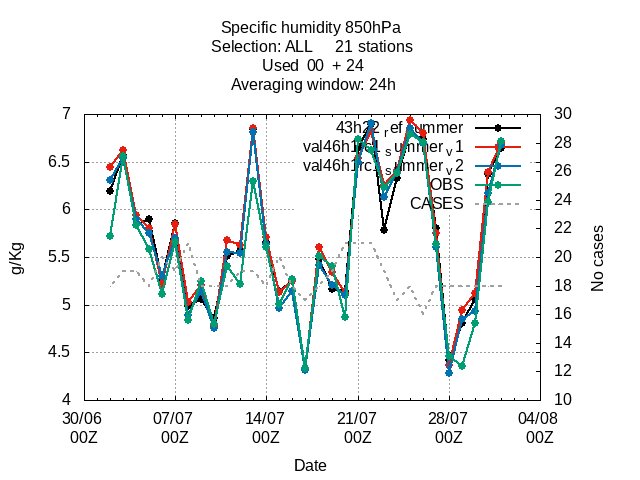 Specific humidity 850hPa
Selection: ALL 21 stations
Used 00 + 24
Averaging window: 24h
43h22_ref_summer
val46h1rc1_summer_v1
val46h1rc1_summer_v2
OBS
CASES
7
6.5
6
5.5
5
4.5
4
g/Kg
30
28
26
24
22
20
18
16
14
12
10
No cases
30/06 07/07 14/07 21/07 28/07 04/08
00Z 00Z 00Z 00Z 00Z 00Z
Date